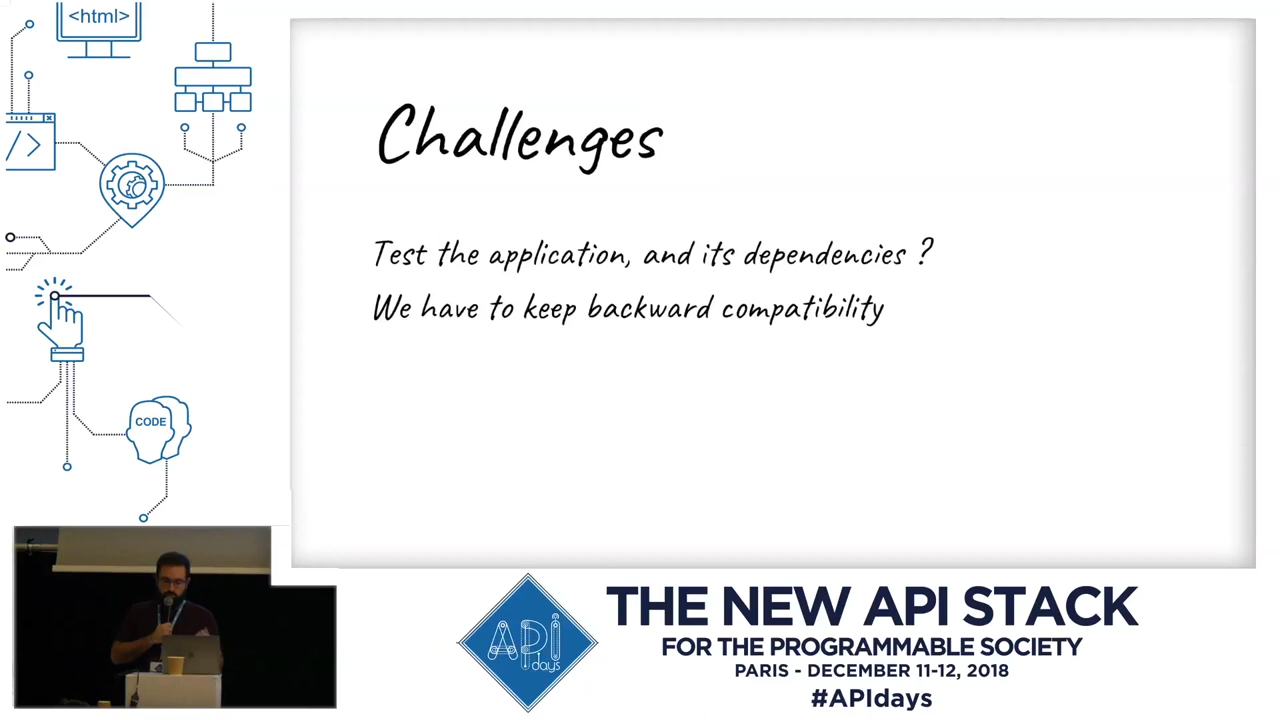 <html>
</>
CODE
Challenges
Test the application, and its dependencies ?
We have to keep backward compatibility
API
days
THE NEW API STACK
FOR THE PROGRAMMABLE SOCIETY
PARIS - DECEMBER 11-12, 2018
#APIdays